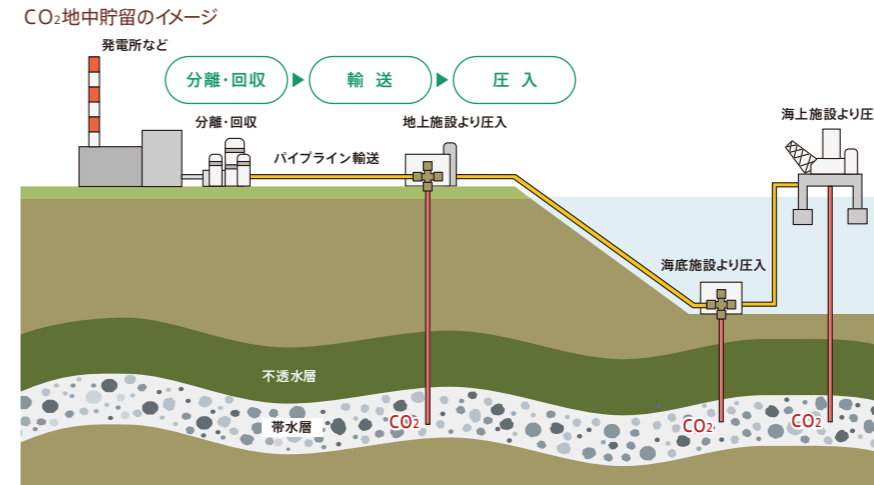 CO₂地中貯留のイメージ
発電所など
分離・回収
輸 送
圧 入
分離・回収
地上施設より圧入
海上施設より圧
パイプライン輸送
海底施設より圧入
不透水層
帯水層
CO₂
CO₂
CO₂